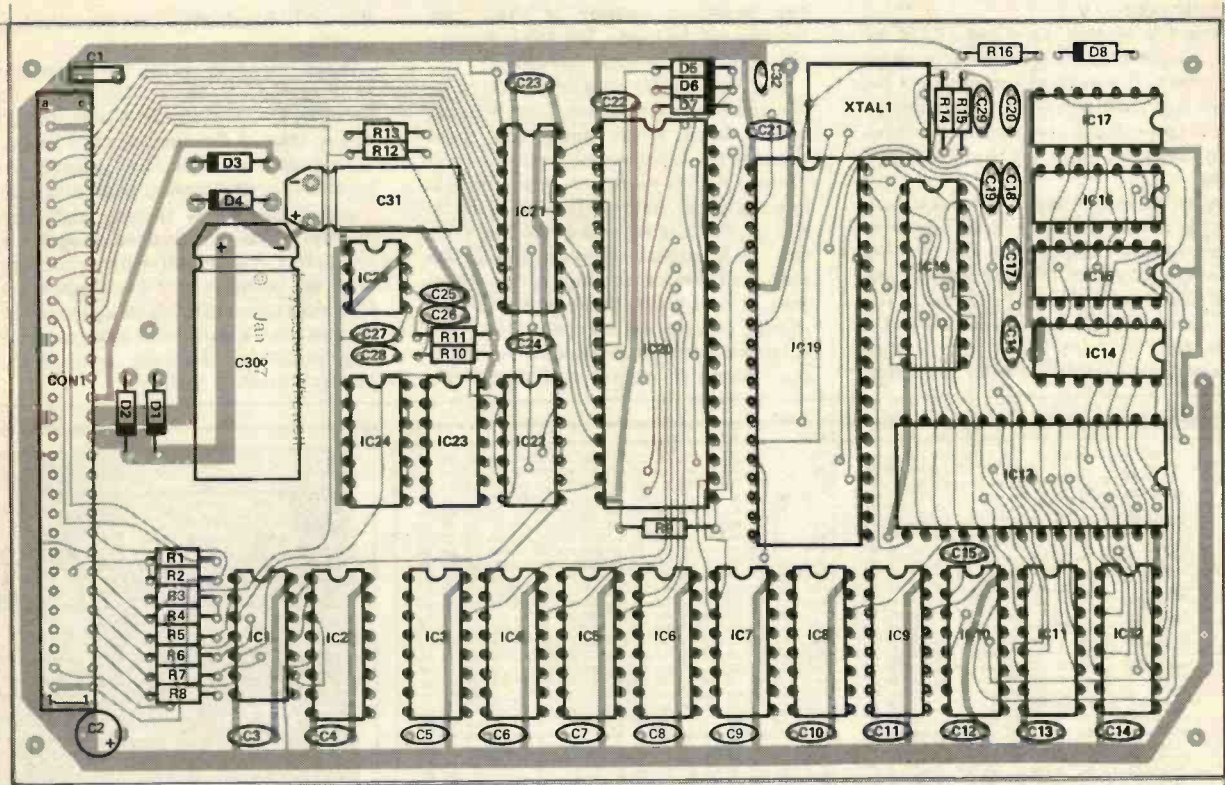 C1
R16
D8
a c
C23
D5
D6
D7
C32
C22
XTAL1
R14
R15
C29
C20
IC17
C21
R13
R12
D3
D4
C31
C19
C18
IC16
IC21
+
-
-
+
IC25
C17
IC15
C25
C26
C27
C28
R11
R10
C24
IC20
IC19
IC14
© Jan
C30
CON1
D2
D1
IC24
IC23
IC22
IC13
R9
C15
R1
R2
R3
R4
R5
R6
R7
R8
IC1
IC2
IC3
IC4
IC5
IC6
IC7
IC8
IC9
IC10
IC11
IC12
1 1
C2
+
C3
C4
C5
C6
C7
C8
C9
C10
C11
C12
C13
C14